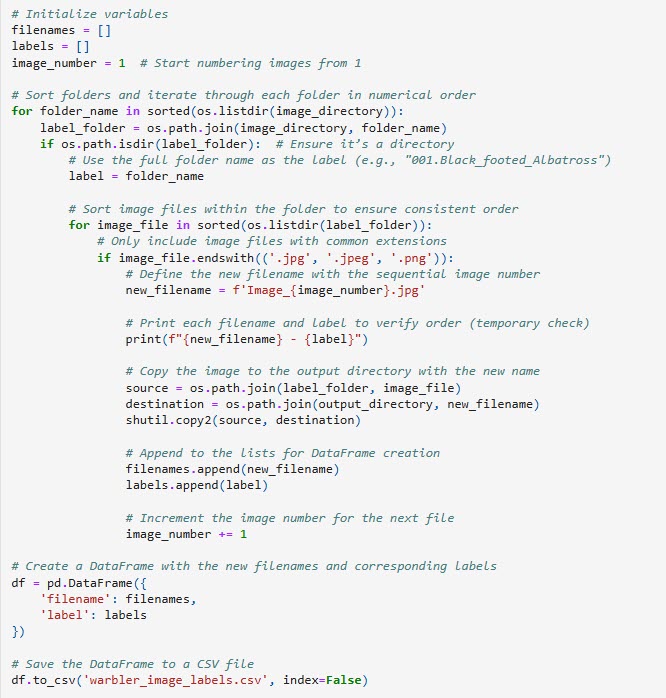 # Initialize variables
filenames = []
labels = []
image_number = 1  # Start numbering images from 1

# Sort folders and iterate through each folder in numerical order
for folder_name in sorted(os.listdir(image_directory)):
    label_folder = os.path.join(image_directory, folder_name)
    if os.path.isdir(label_folder):  # Ensure it’s a directory
        # Use the full folder name as the label (e.g., "001.Black_footed_Albatross")
        label = folder_name

        # Sort image files within the folder to ensure consistent order
        for image_file in sorted(os.listdir(label_folder)):
            # Only include image files with common extensions
            if image_file.endswith(('.jpg', '.jpeg', '.png')):
                # Define the new filename with the sequential image number
                new_filename = f'Image_{image_number}.jpg'

                # Print each filename and label to verify order (temporary check)
                print(f"{new_filename} - {label}")

                # Copy the image to the output directory with the new name
                source = os.path.join(label_folder, image_file)
                destination = os.path.join(output_directory, new_filename)
                shutil.copy2(source, destination)

                # Append to the lists for DataFrame creation
                filenames.append(new_filename)
                labels.append(label)

                # Increment the image number for the next file
                image_number += 1

# Create a DataFrame with the new filenames and corresponding labels
df = pd.DataFrame({
    'filename': filenames,
    'label': labels
})

# Save the DataFrame to a CSV file
df.to_csv('warbler_image_labels.csv', index=False)